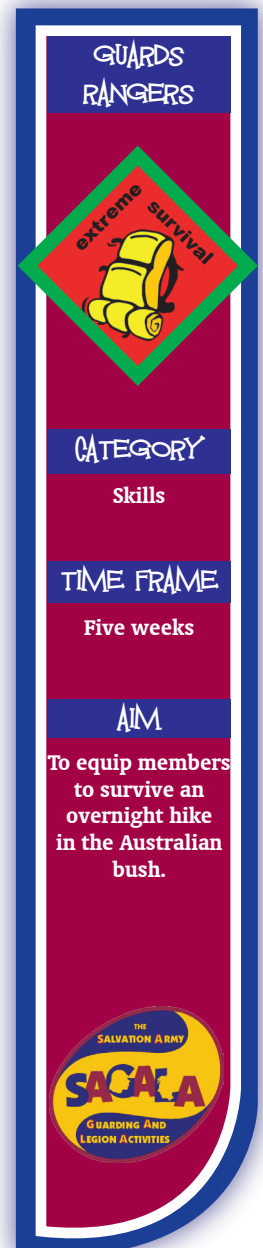 GUARDS
RANGERS
extreme survival
CATEGORY
Skills
TIME FRAME
Five weeks
AIM
To equip members
to survive an
overnight hike
in the Australian
bush.
THE
SALVATION ARMY
SAGALA
GUARDING AND
LEGION ACTIVITIES